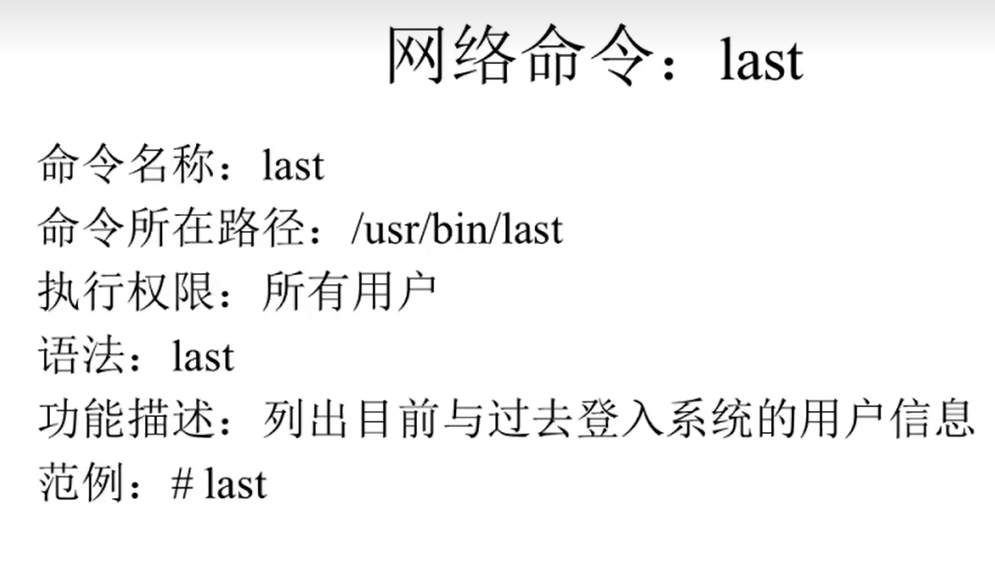 网络命令：last
命令名称：last
命令所在路径：/usr/bin/last
执行权限：所有用户
语法：last
功能描述：列出目前与过去登入系统的用户信息
范例：# last